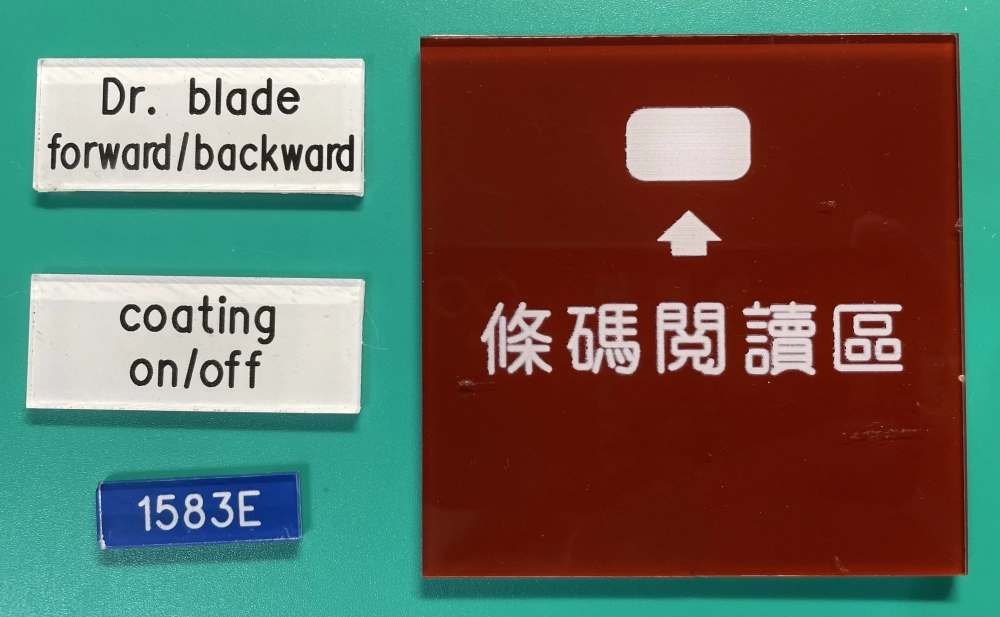 Dr. blade
forward/backward
coating
on/off
1583E
條碼閱讀區